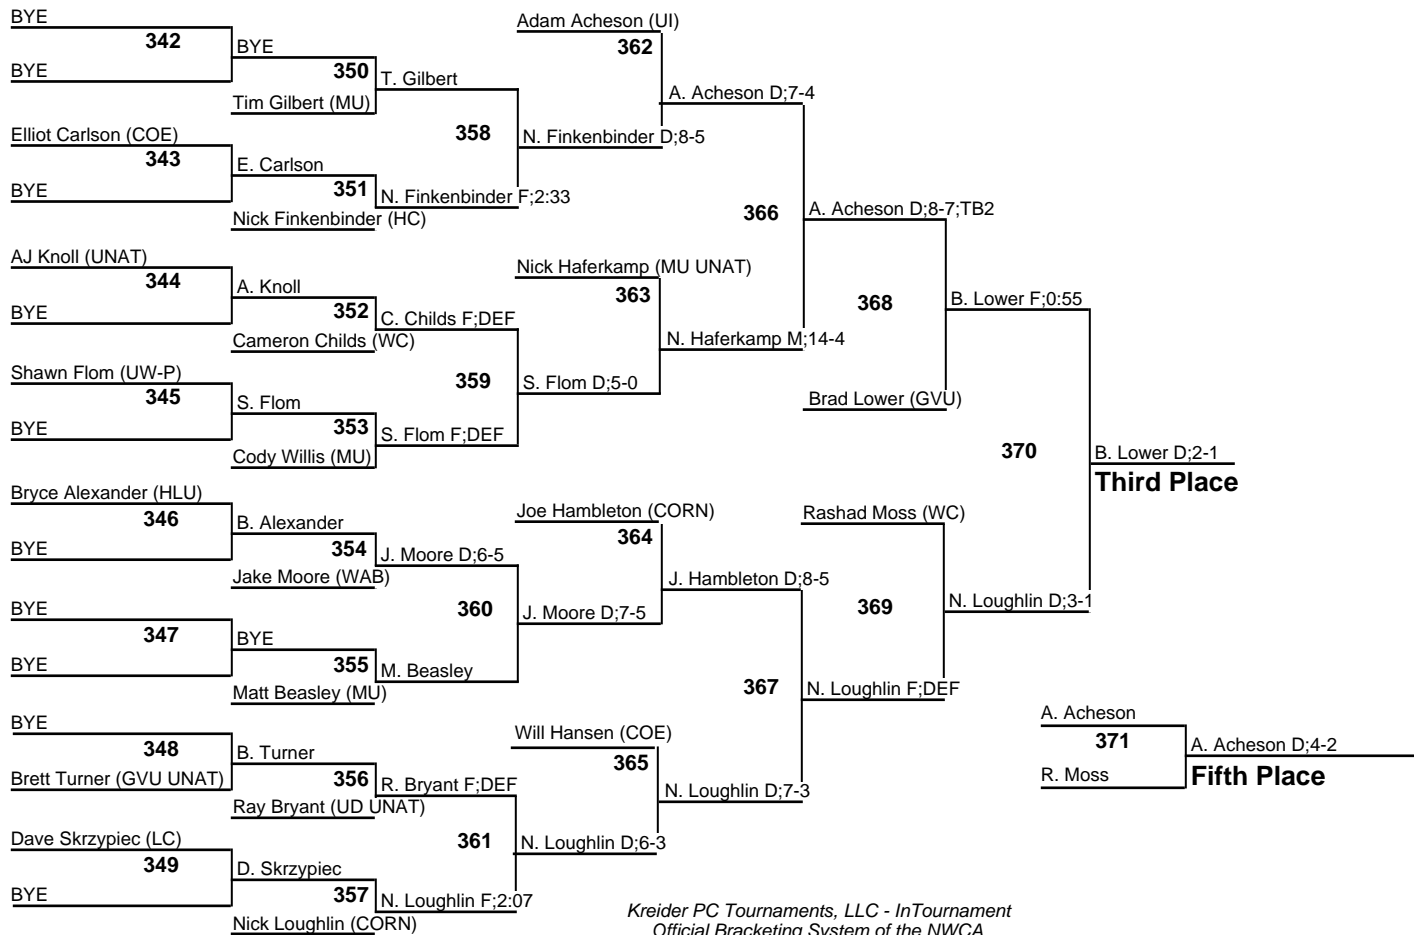 BYE
342
BYE
BYE
350
Tim Gilbert (MU)
T. Gilbert
Elliot Carlson (COE)
343
BYE
E. Carlson
351
Nick Finkenbinder (HC)
N. Finkenbinder F;2:33
358
N. Finkenbinder D;8-5
Adam Acheson (UI)
362
A. Acheson D;7-4
AJ Knoll (UNAT)
344
BYE
A. Knoll
352
Cameron Childs (WC)
C. Childs F;DEF
Shawn Flom (UW-P)
345
BYE
S. Flom
353
Cody Willis (MU)
S. Flom F;DEF
359
S. Flom D;5-0
Nick Haferkamp (MU UNAT)
363
N. Haferkamp M;14-4
366
A. Acheson D;8-7;TB2
368
Brad Lower (GVU)
B. Lower F;0:55
Bryce Alexander (HLU)
346
BYE
B. Alexander
354
Jake Moore (WAB)
J. Moore D;6-5
BYE
347
BYE
BYE
355
Matt Beasley (MU)
M. Beasley
360
J. Moore D;7-5
Joe Hambleton (CORN)
364
J. Hambleton D;8-5
BYE
348
Brett Turner (GVU UNAT)
B. Turner
356
Ray Bryant (UD UNAT)
R. Bryant F;DEF
Dave Skrzypiec (LC)
349
BYE
D. Skrzypiec
357
Nick Loughlin (CORN)
N. Loughlin F;2:07
361
N. Loughlin D;6-3
Will Hansen (COE)
365
N. Loughlin D;7-3
367
N. Loughlin F;DEF
Rashad Moss (WC)
369
N. Loughlin D;3-1
370
B. Lower D;2-1
Third Place
A. Acheson
371
R. Moss
A. Acheson D;4-2
Fifth Place
Kreider PC Tournaments, LLC - InTournament
Official Bracketing System of the NWCA